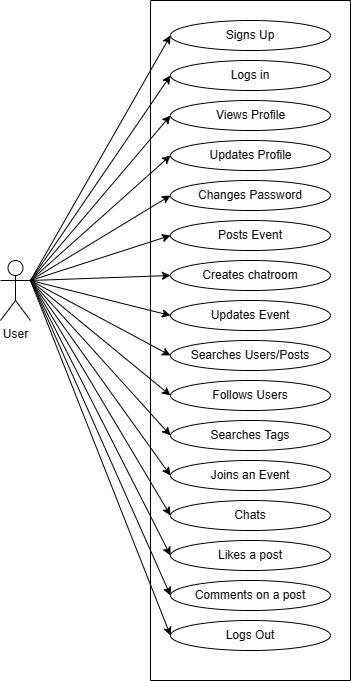 Signs Up
Logs in
Views Profile
Updates Profile
Changes Password
Posts Event
Creates chatroom
Updates Event
Searches Users/Posts
Follows Users
Searches Tags
Joins an Event
Chats
Likes a post
Comments on a post
Logs Out
User